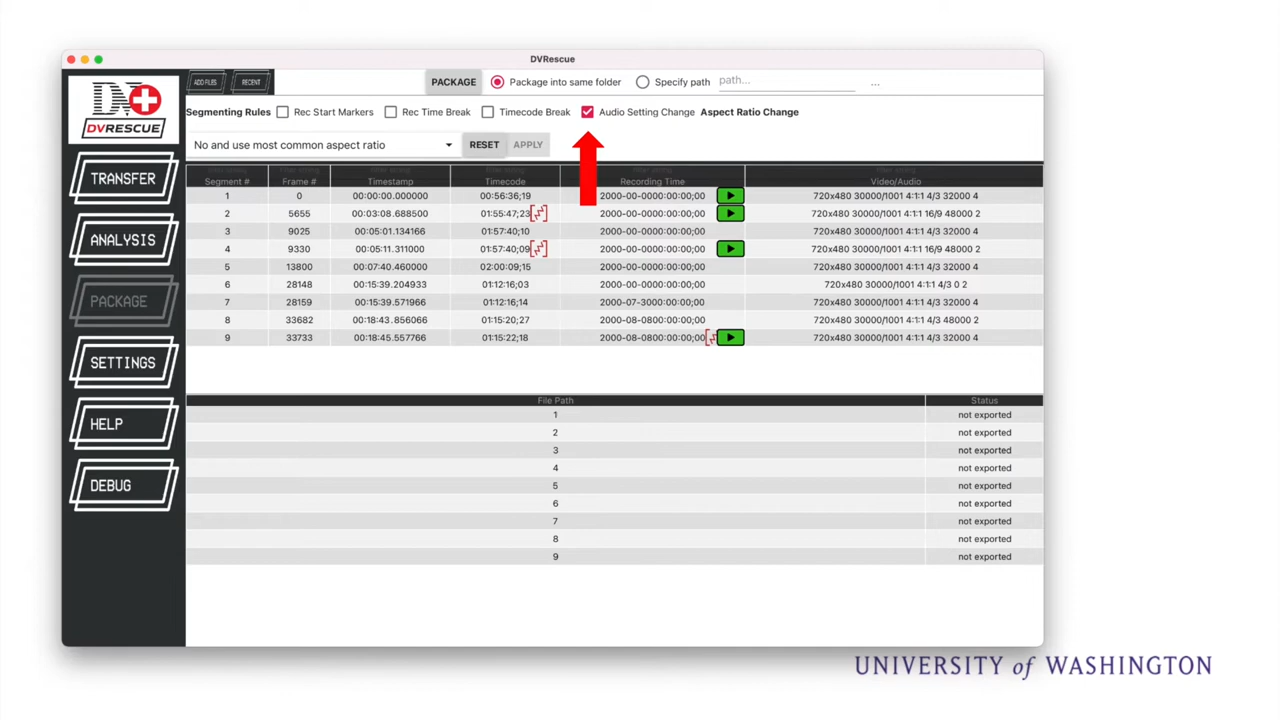 DVRescue
ADD FILES RECENT PACKAGE Package into same folder Specify path path... ...
DVRESCUE
Segmenting Rules Rec Start Markers Rec Time Break Timecode Break Audio Setting Change Aspect Ratio Change
No and use most common aspect ratio RESET APPLY
Segment # Frame # Timestamp Timecode Recording Time Video/Audio
1 0 00:00:00.000000 00:56:36;19 2000-00-0000:00:00;00 720x480 30000/1001 4:1:1 4/3 32000 4
2 5655 00:03:08.688500 01:55:47;23 2000-00-0000:00:00;00 720x480 30000/1001 4:1:1 16/9 48000 2
3 9025 00:05:01.134166 01:57:40;10 2000-00-0000:00:00;00 720x480 30000/1001 4:1:1 4/3 32000 4
4 9330 00:05:11.311000 01:57:40;09 2000-00-0000:00:00;00 720x480 30000/1001 4:1:1 16/9 48000 2
5 13800 00:07:40.460000 02:00:09;15 2000-00-0000:00:00;00 720x480 30000/1001 4:1:1 4/3 32000 4
6 28148 00:15:39.204933 01:12:16;03 2000-00-0000:00:00;00 720x480 30000/1001 4:1:1 4/3 0 2
7 28159 00:15:39.571966 01:12:16;14 2000-07-3000:00:00;00 720x480 30000/1001 4:1:1 4/3 32000 4
8 33682 00:18:43.856066 01:15:20;27 2000-08-0800:00:00;00 720x480 30000/1001 4:1:1 4/3 48000 2
9 33733 00:18:45.557766 01:15:22;18 2000-08-0800:00:00;00 720x480 30000/1001 4:1:1 4/3 32000 4
TRANSFER
ANALYSIS
PACKAGE
SETTINGS
HELP
DEBUG
File Path Status
1 not exported
2 not exported
3 not exported
4 not exported
5 not exported
6 not exported
7 not exported
8 not exported
9 not exported
UNIVERSITY of WASHINGTON